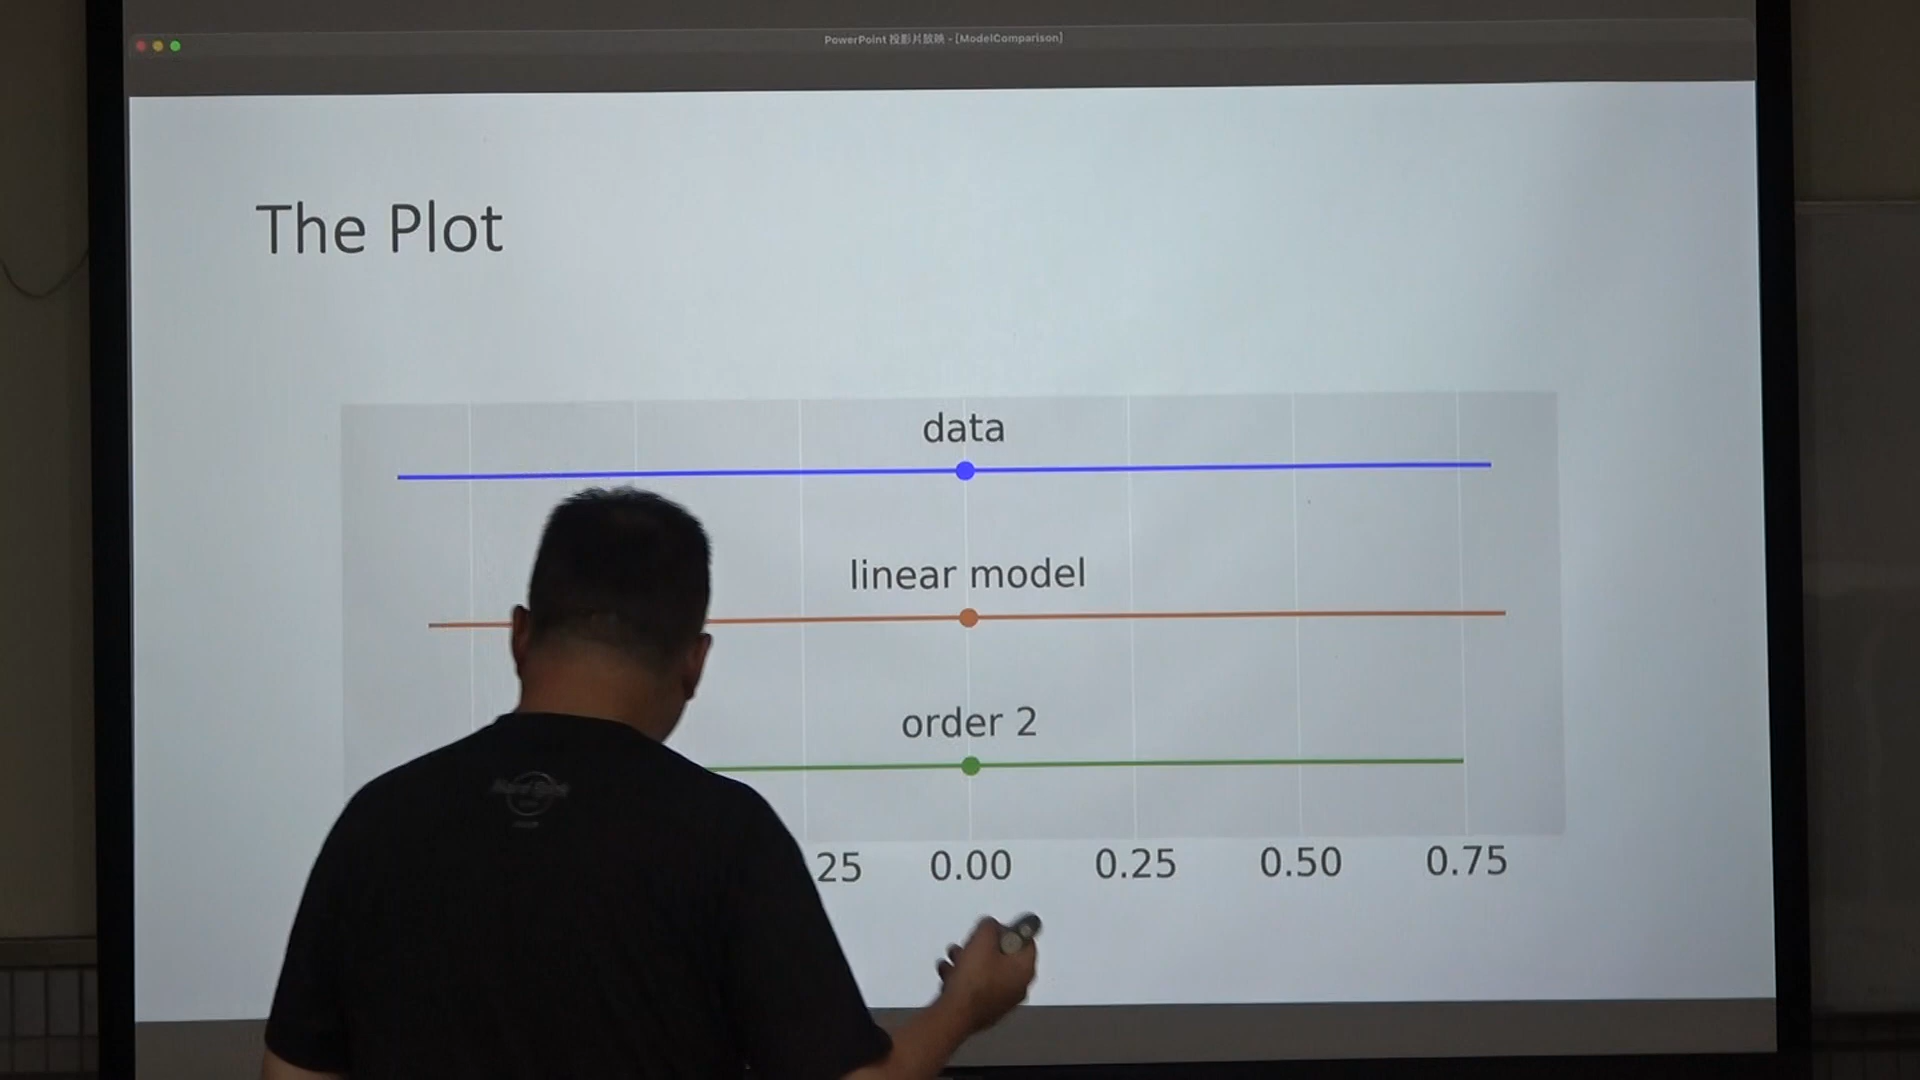 PowerPoint 投影片放映 - [ModelComparison]
The Plot
data
linear model
order 2
25 0.00 0.25 0.50 0.75